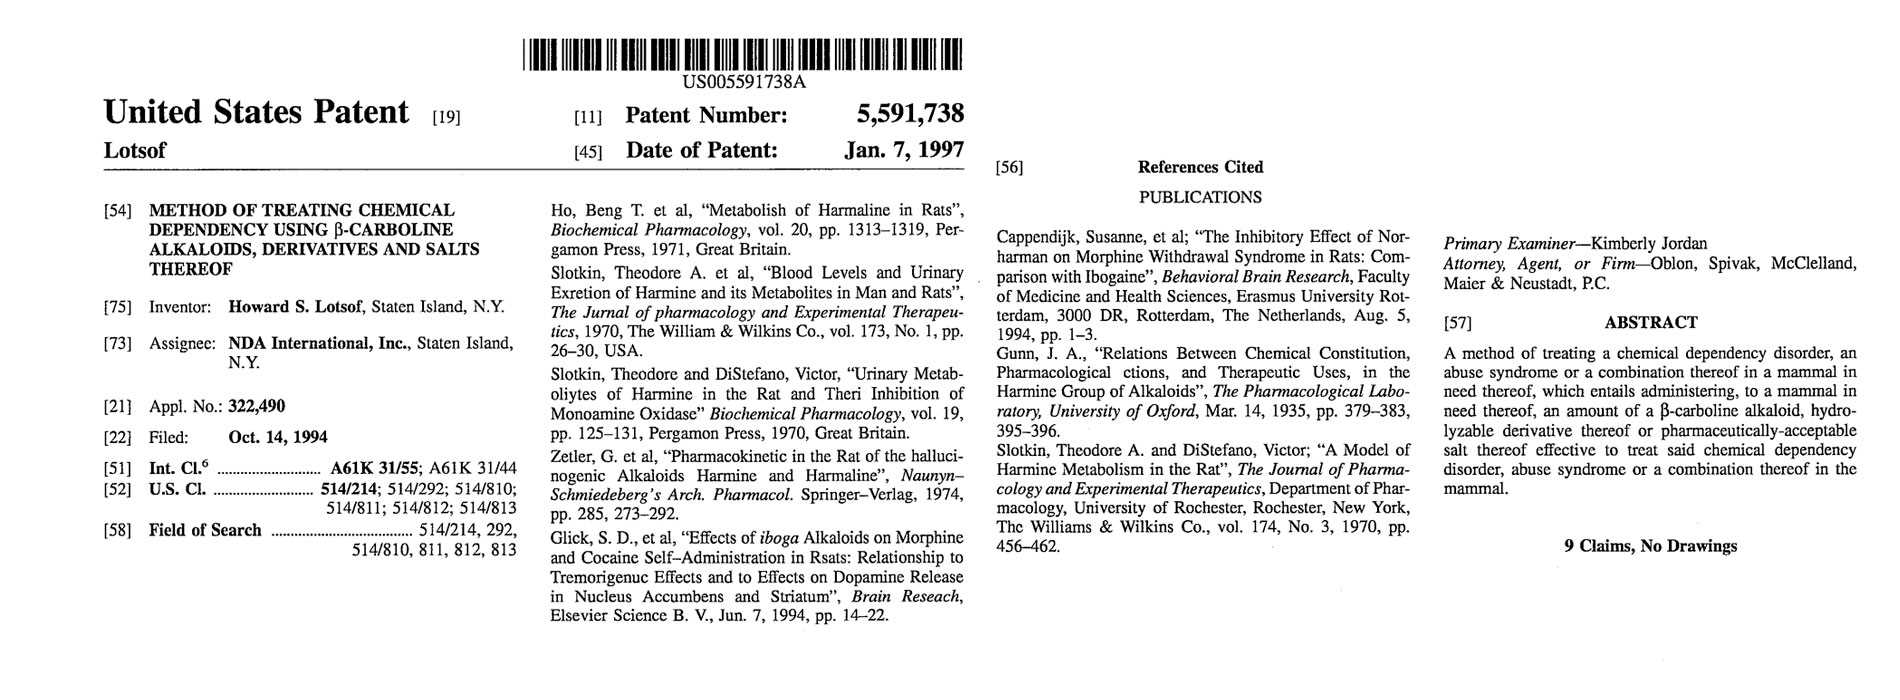 US005591738A
United States Patent [19]
Lotsof
[11] Patent Number: 5,591,738
[45] Date of Patent: Jan. 7, 1997
[54] METHOD OF TREATING CHEMICAL
DEPENDENCY USING β-CARBOLINE
ALKALOIDS, DERIVATIVES AND SALTS
THEREOF
[75] Inventor: Howard S. Lotsof, Staten Island, N.Y.
[73] Assignee: NDA International, Inc., Staten Island,
N.Y.
[21] Appl. No.: 322,490
[22] Filed: Oct. 14, 1994
[51] Int. Cl.6 ............................ A61K 31/55; A61K 31/44
[52] U.S. Cl. .......................... 514/214; 514/292; 514/810;
514/811; 514/812; 514/813
[58] Field of Search ..................................... 514/214, 292,
514/810, 811, 812, 813
Ho, Beng T. et al, “Metabolish of Harmaline in Rats”,
Biochemical Pharmacology, vol. 20, pp. 1313–1319, Per-
gamon Press, 1971, Great Britain.
Slotkin, Theodore A. et al, “Blood Levels and Urinary
Exretion of Harmine and its Metabolites in Man and Rats”,
The Jurnal of pharmacology and Experimental Therapeu-
tics, 1970, The William & Wilkins Co., vol. 173, No. 1, pp.
26–30, USA.
Slotkin, Theodore and DiStefano, Victor, “Urinary Metab-
oliytes of Harmine in the Rat and Theri Inhibition of
Monoamine Oxidase” Biochemical Pharmacology, vol. 19,
pp. 125–131, Pergamon Press, 1970, Great Britain.
Zetler, G. et al, “Pharmacokinetic in the Rat of the halluci-
nogenic Alkaloids Harmine and Harmaline”, Naunyn–
Schmiedeberg's Arch. Pharmacol. Springer–Verlag, 1974,
pp. 285, 273–292.
Glick, S. D., et al, “Effects of iboga Alkaloids on Morphine
and Cocaine Self–Administration in Rsats: Relationship to
Tremorigenuc Effects and to Effects on Dopamine Release
in Nucleus Accumbens and Striatum”, Brain Reseach,
Elsevier Science B. V., Jun. 7, 1994, pp. 14–22.
[56] References Cited
PUBLICATIONS
Cappendijk, Susanne, et al; “The Inhibitory Effect of Nor-
harman on Morphine Withdrawal Syndrome in Rats: Com-
parison with Ibogaine”, Behavioral Brain Research, Faculty
of Medicine and Health Sciences, Erasmus University Rot-
terdam, 3000 DR, Rotterdam, The Netherlands, Aug. 5,
1994, pp. 1–3.
Gunn, J. A., “Relations Between Chemical Constitution,
Pharmacological ctions, and Therapeutic Uses, in the
Harmine Group of Alkaloids”, The Pharmacological Labo-
ratory, University of Oxford, Mar. 14, 1935, pp. 379–383,
395–396.
Slotkin, Theodore A. and DiStefano, Victor; “A Model of
Harmine Metabolism in the Rat”, The Journal of Pharma-
cology and Experimental Therapeutics, Department of Phar-
macology, University of Rochester, Rochester, New York,
The Williams & Wilkins Co., vol. 174, No. 3, 1970, pp.
456–462.
Primary Examiner—Kimberly Jordan
Attorney, Agent, or Firm—Oblon, Spivak, McClelland,
Maier & Neustadt, P.C.
[57] ABSTRACT
A method of treating a chemical dependency disorder, an
abuse syndrome or a combination thereof in a mammal in
need thereof, which entails administering, to a mammal in
need thereof, an amount of a β-carboline alkaloid, hydro-
lyzable derivative thereof or pharmaceutically-acceptable
salt thereof effective to treat said chemical dependency
disorder, abuse syndrome or a combination thereof in the
mammal.
9 Claims, No Drawings